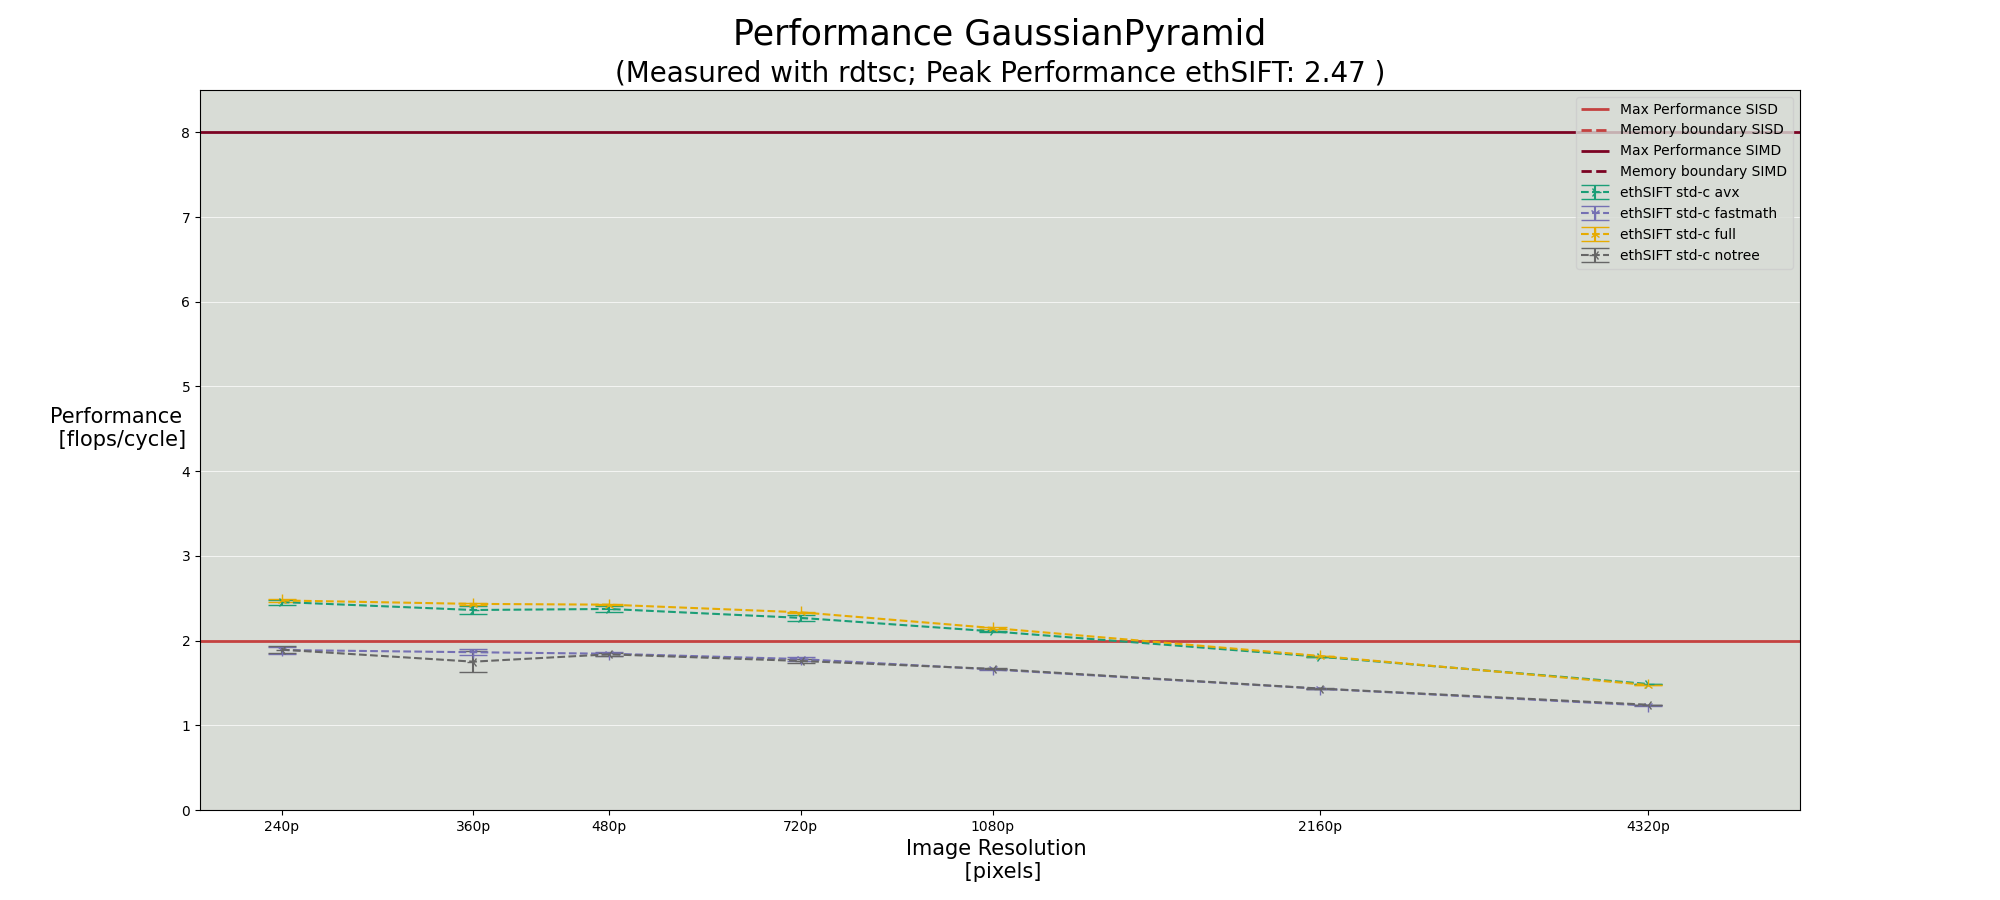 Performance GaussianPyramid
(Measured with rdtsc; Peak Performance ethSIFT: 2.47 )
Max Performance SISD
Memory boundary SISD
Max Performance SIMD
Memory boundary SIMD
ethSIFT std-c avx
ethSIFT std-c fastmath
ethSIFT std-c full
ethSIFT std-c notree
8
7
6
5
4
3
2
1
0
Performance
[flops/cycle]
240p 360p 480p 720p 1080p 2160p 4320p
Image Resolution
[pixels]